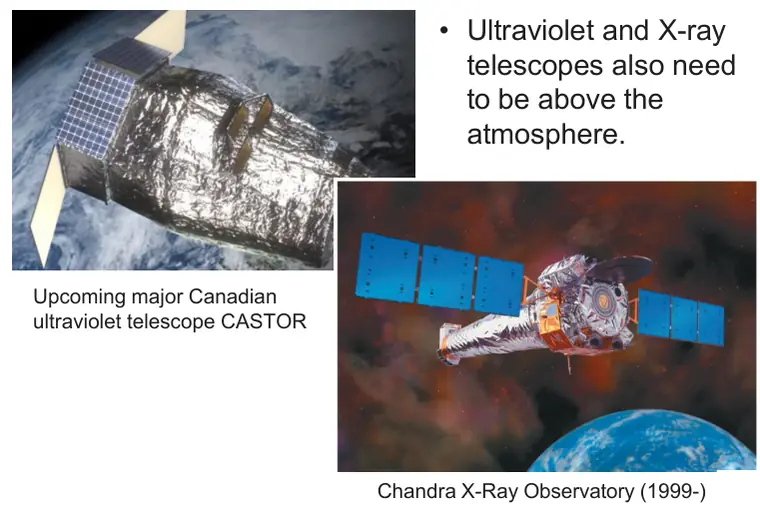 • Ultraviolet and X-ray
telescopes also need
to be above the
atmosphere.
Upcoming major Canadian
ultraviolet telescope CASTOR
Chandra X-Ray Observatory (1999-)